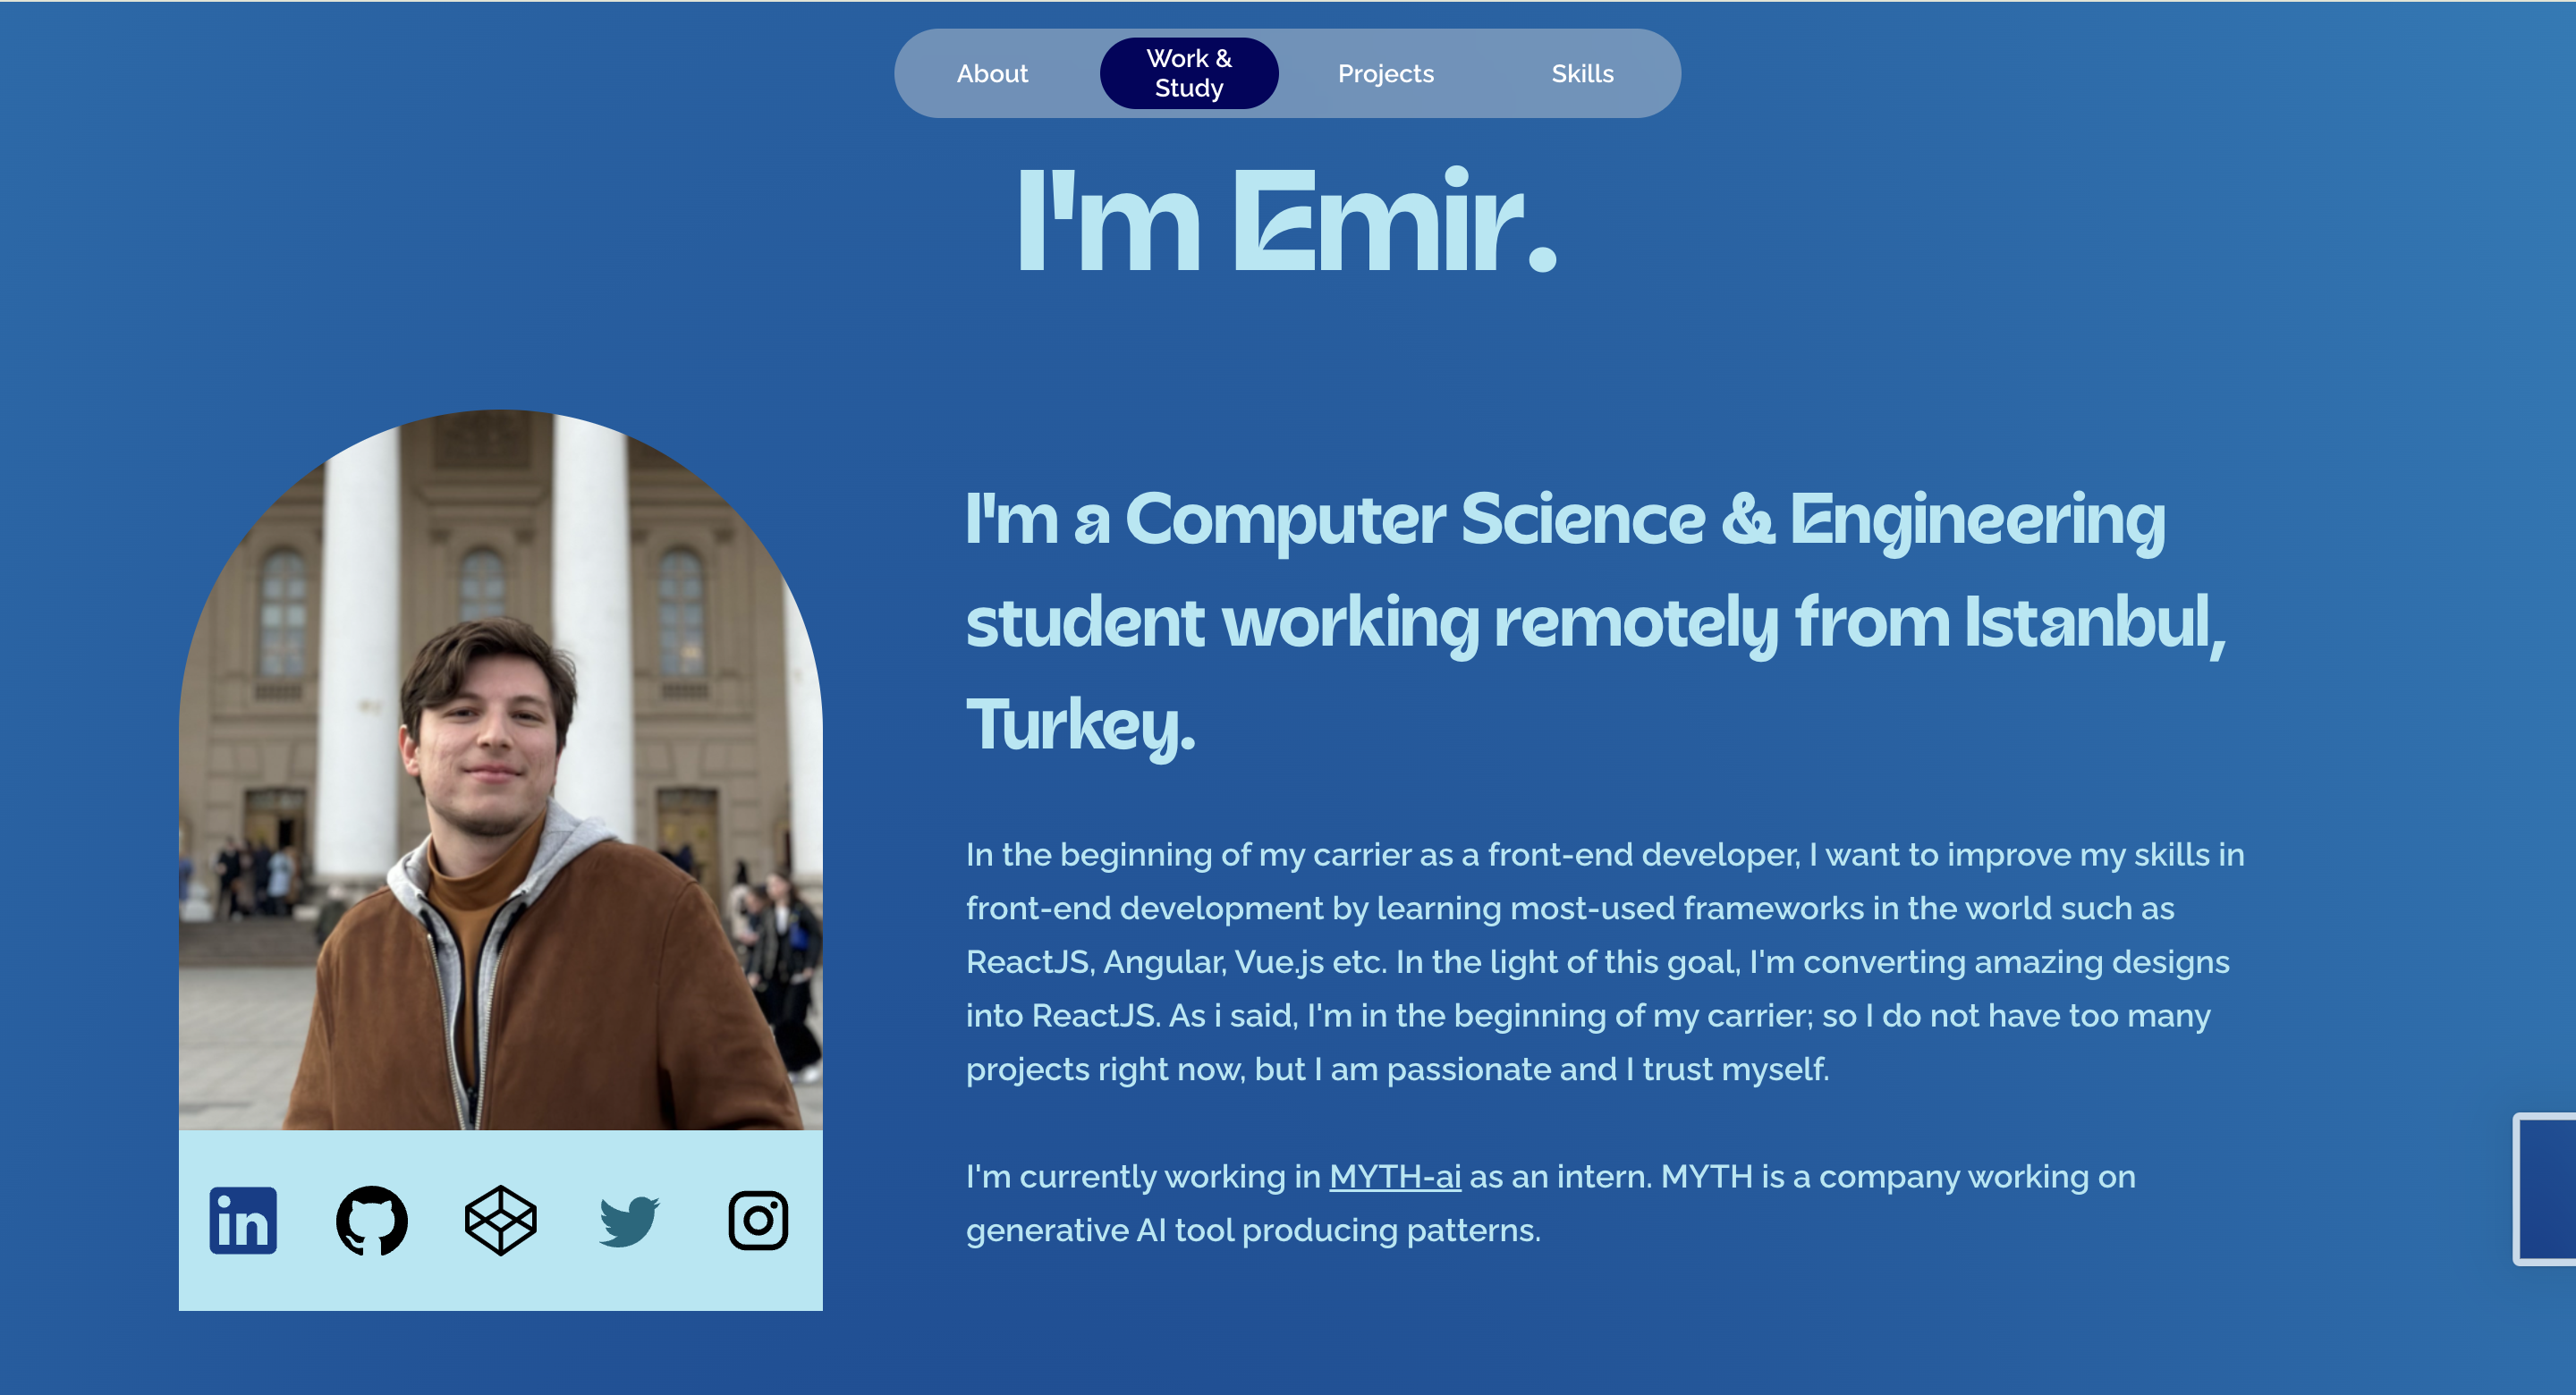 About
Work &
Study
Projects
Skills
I'm Emir.
I'm a Computer Science & Engineering
student working remotely from Istanbul,
Turkey.
In the beginning of my carrier as a front-end developer, I want to improve my skills in
front-end development by learning most-used frameworks in the world such as
ReactJS, Angular, Vue.js etc. In the light of this goal, I'm converting amazing designs
into ReactJS. As i said, I'm in the beginning of my carrier; so I do not have too many
projects right now, but I am passionate and I trust myself.
I'm currently working in MYTH-ai as an intern. MYTH is a company working on
generative AI tool producing patterns.
in